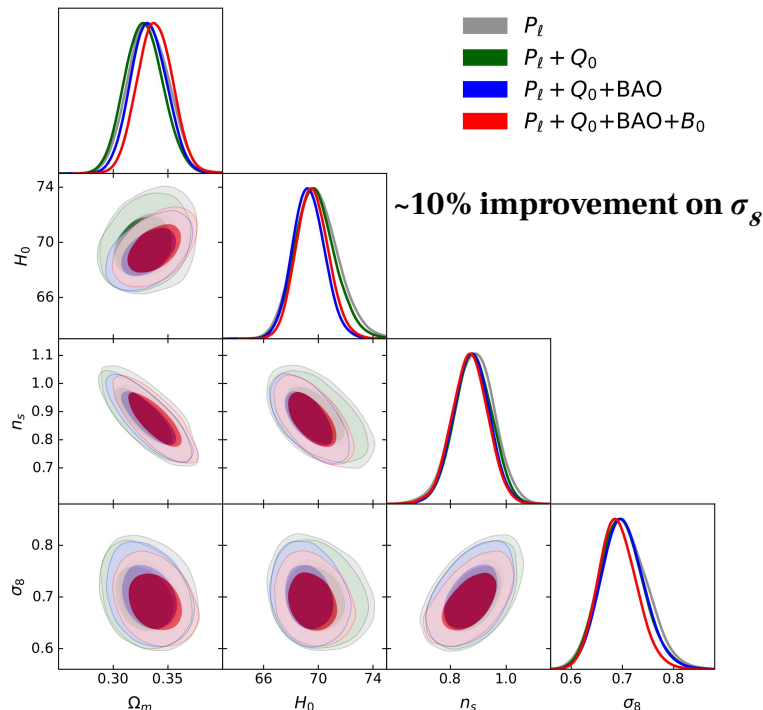 P_ℓ
P_ℓ + Q_0
P_ℓ + Q_0+BAO
P_ℓ + Q_0+BAO+B_0
~10% improvement on σ_8
74
70
66
H_0
1.1
1.0
0.9
0.8
0.7
n_s
0.8
0.7
0.6
σ_8
0.30 0.35
66 70 74
0.8 1.0
0.6 0.7 0.8
Ω_m H_0 n_s σ_8